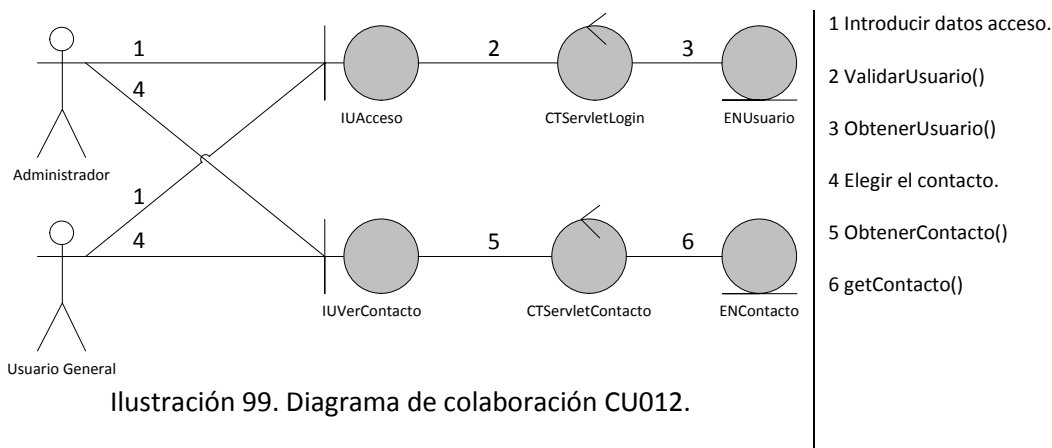 1 2 3
4
IUAcceso CTServletLogin ENUsuario
Administrador
1
4 5 6
IUVerContacto CTServletContacto ENContacto
Usuario General
Ilustración 99. Diagrama de colaboración CU012.
1 Introducir datos acceso.
2 ValidarUsuario()
3 ObtenerUsuario()
4 Elegir el contacto.
5 ObtenerContacto()
6 getContacto()